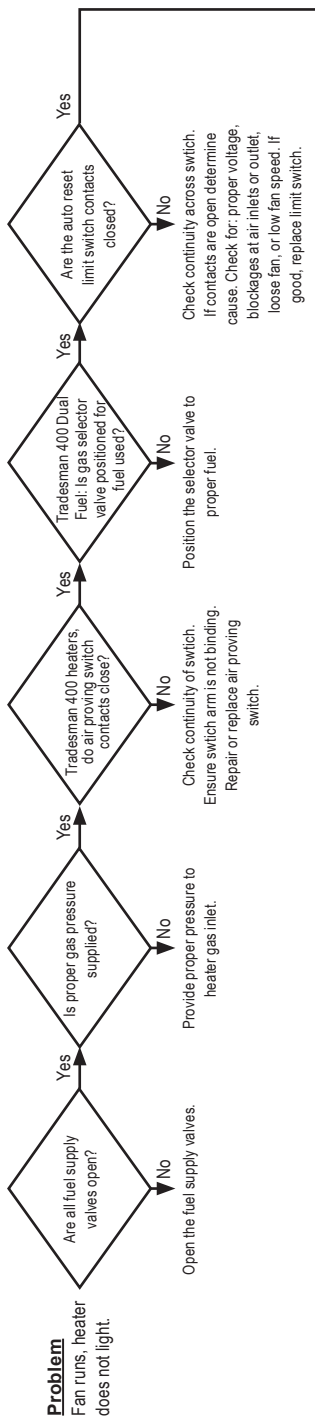 Problem
Fan runs, heater
does not light.
Are all fuel supply
valves open?
Yes
No
Open the fuel supply valves.
Is proper gas pressure
supplied?
Yes
No
Provide proper pressure to
heater gas inlet.
Tradesman 400 heaters,
do air proving switch
contacts close?
Yes
No
Check continuity of swtich.
Ensure swtich arm is not binding.
Repair or replace air proving
switch.
Tradesman 400 Dual
Fuel: Is gas selector
valve positioned for
fuel used?
Yes
No
Position the selector valve to
proper fuel.
Are the auto reset
limit switch contacts
closed?
Yes
No
Check continuity across swtich.
If contacts are open determine
cause. Check for: proper voltage,
blockages at air inlets or outlet,
loose fan, or low fan speed. If
good, replace limit switch.